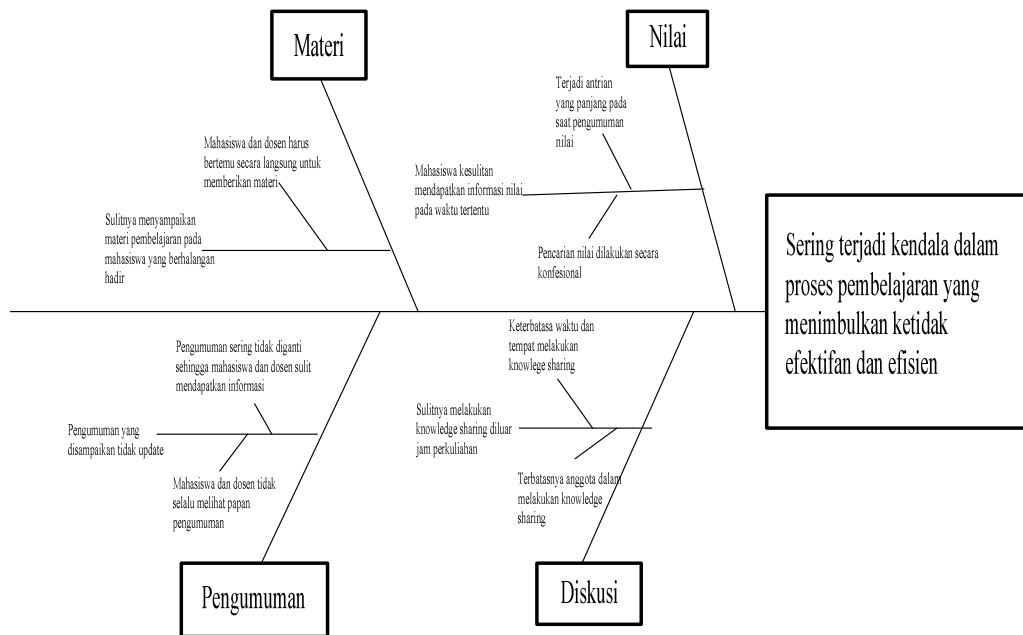 Materi
Nilai
Terjadi antrian
yang panjang pada
saat pengumuman
nilai
Mahasiswa dan dosen harus
bertemu secara langsung untuk
memberikan materi
Mahasiswa kesulitan
mendapatkan informasi nilai
pada waktu tertentu
Sulitnya menyampaikan
materi pembelajaran pada
mahasiswa yang berhalangan
hadir
Pencarian nilai dilakukan secara
konfesional
Sering terjadi kendala dalam
proses pembelajaran yang
menimbulkan ketidak
efektifan dan efisien
Pengumuman sering tidak diganti
sehingga mahasiswa dan dosen sulit
mendapatkan informasi
Keterbatasa waktu dan
tempat melakukan
knowlege sharing
Pengumuman yang
disampaikan tidak update
Sulitnya melakukan
knowledge sharing diluar
jam perkuliahan
Mahasiswa dan dosen tidak
selalu melihat papan
pengumuman
Terbatasnya anggota dalam
melakukan knowledge
sharing
Pengumuman
Diskusi